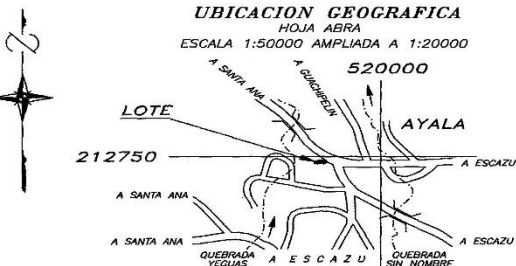 UBICACION GEOGRAFICA
HOJA ABRA
ESCALA 1:50000 AMPLIADA A 1:20000
N
A SANTA ANA
A GUACHIPELIN
520000
LOTE
AYALA
212750
A ESCAZU
A SANTA ANA
A SANTA ANA
A ESCAZU
QUEBRADA
YEGUAS
A ESCAZU
QUEBRADA
SIN NOMBRE